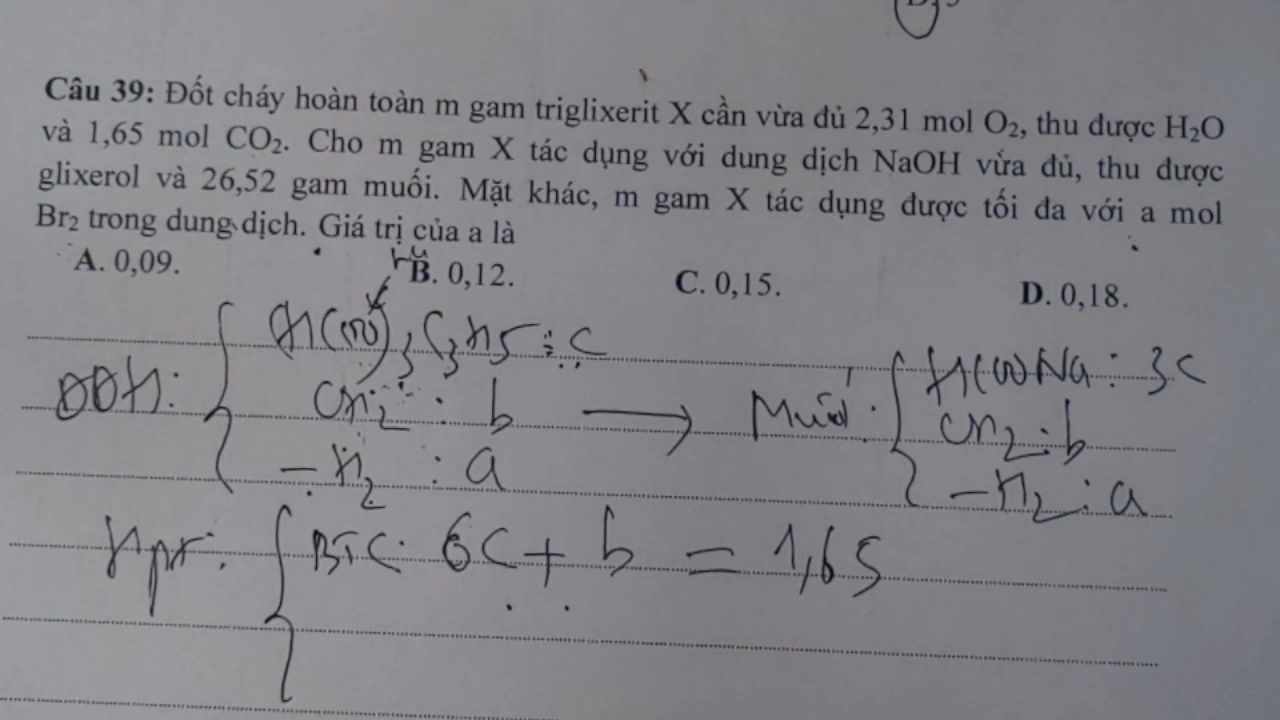 Câu 39: Đốt cháy hoàn toàn m gam triglixerit X cần vừa đủ 2,31 mol O₂, thu được H₂O
và 1,65 mol CO₂. Cho m gam X tác dụng với dung dịch NaOH vừa đủ, thu được
glixerol và 26,52 gam muối. Mặt khác, m gam X tác dụng được tối đa với a mol
Br₂ trong dung dịch. Giá trị của a là
A. 0,09. B. 0,12. C. 0,15. D. 0,18.
(HCOO)₃C₃H₅ : c
ĐĐH: CH₂ : b → Muối: HCOONa : 3c
CH₂ : b
-H₂ : a -H₂ : a
Hpt: BTC: 6c + b = 1,65